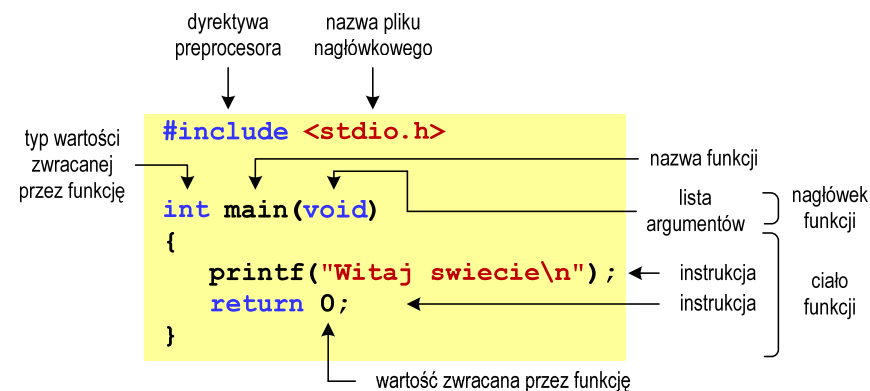 dyrektywa
preprocesora
nazwa pliku
nagłówkowego
#include <stdio.h>
typ wartości
zwracanej
przez funkcję
nazwa funkcji
int main(void)
lista
argumentów
nagłówek
funkcji
{
printf("Witaj swiecie\n");
instrukcja
return 0;
instrukcja
ciało
funkcji
}
wartość zwracana przez funkcję